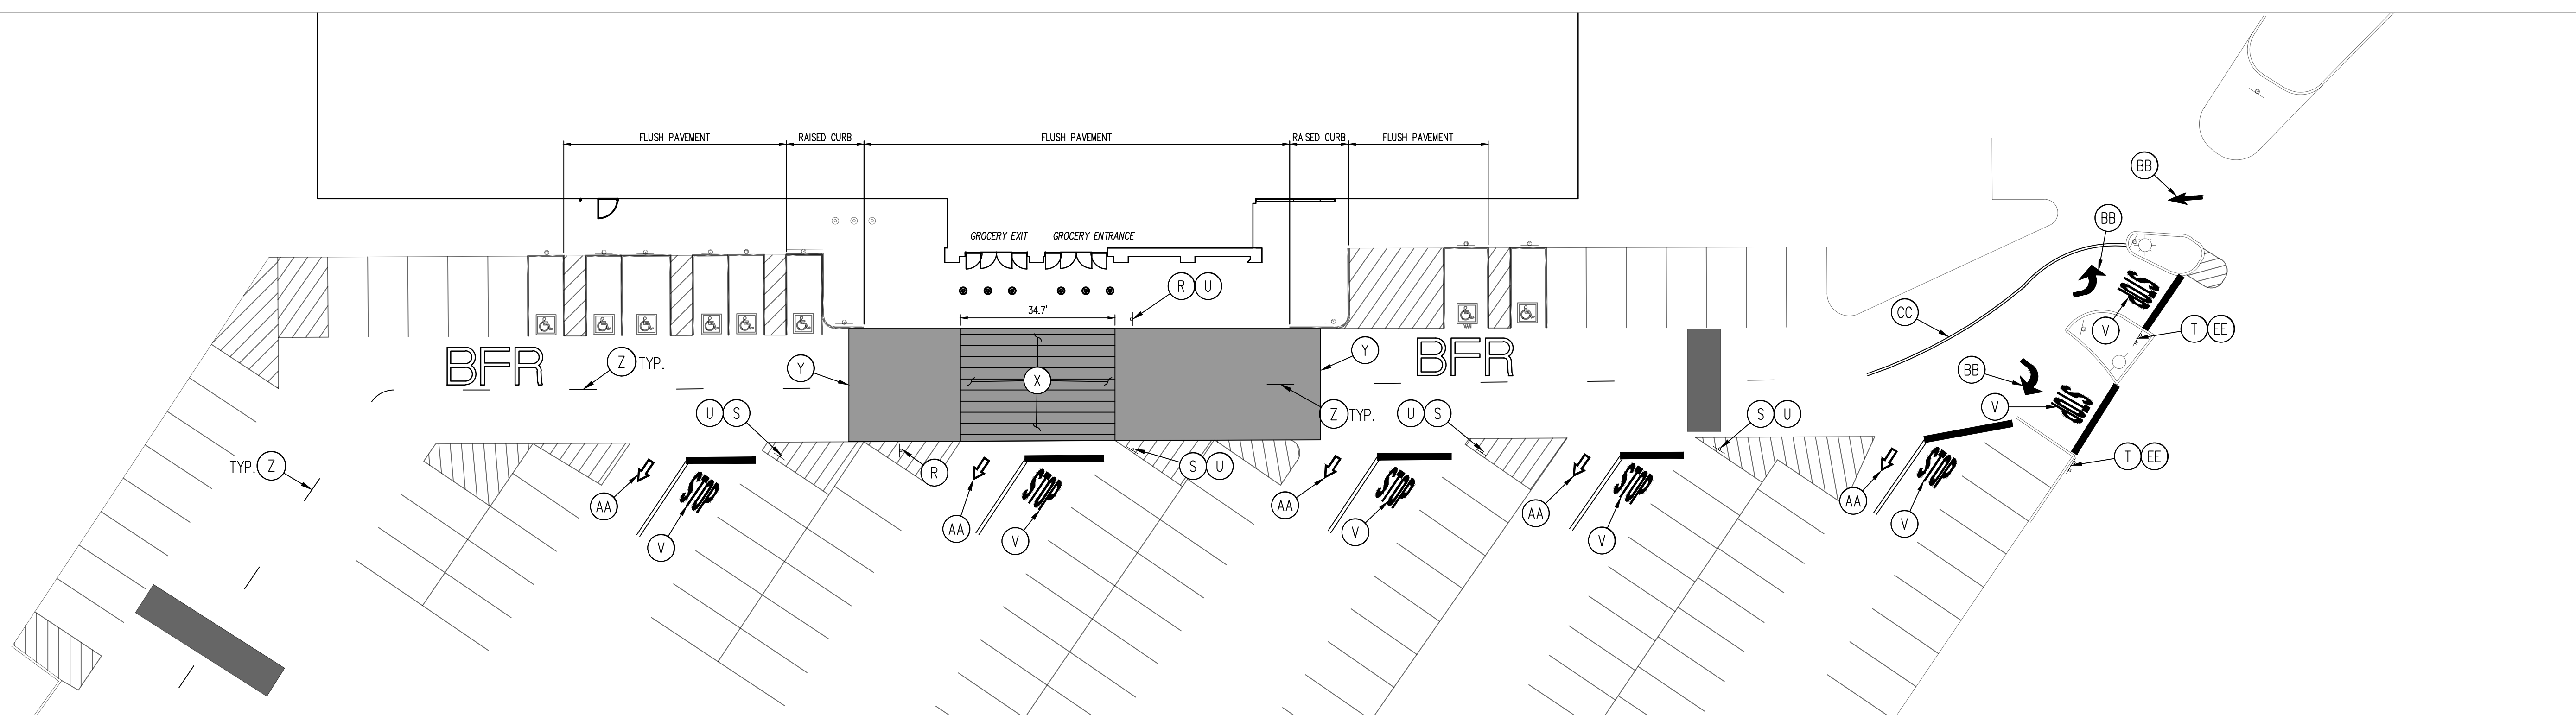 FLUSH PAVEMENT
RAISED CURB
FLUSH PAVEMENT
RAISED CURB
FLUSH PAVEMENT
BB
BB
GROCERY EXIT
GROCERY ENTRANCE
R U
34.7'
CC
STOP
V
T EE
BFR
Z TYP.
Y
X
Y
BFR
BB
STOP
V
U S
Z TYP.
U S
S U
TYP. Z
R
S U
T EE
AA
STOP
V
AA
STOP
V
AA
STOP
V
AA
STOP
V
AA
STOP
V